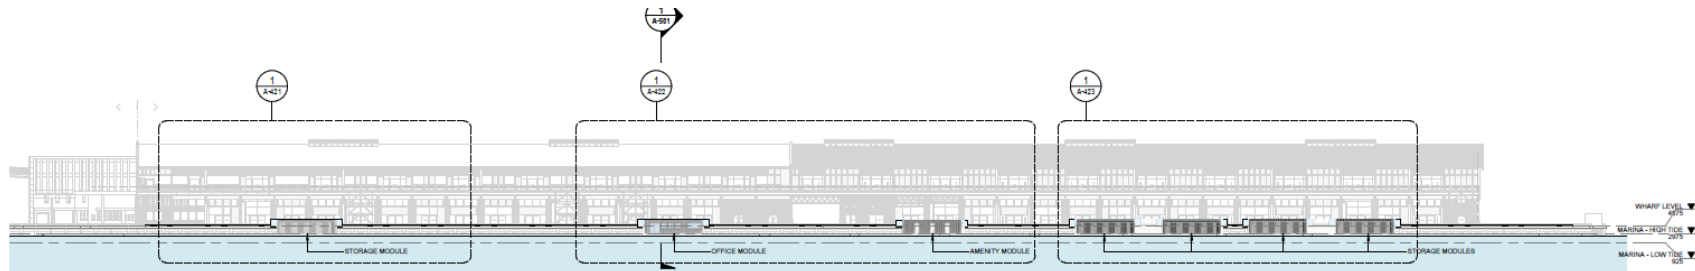 1
A-501
1
A-421
1
A-422
1
A-423
WHARF LEVEL
4575
MARINA - HIGH TIDE
2975
STORAGE MODULE
OFFICE MODULE
AMENITY MODULE
STORAGE MODULES
MARINA - LOW TIDE
925